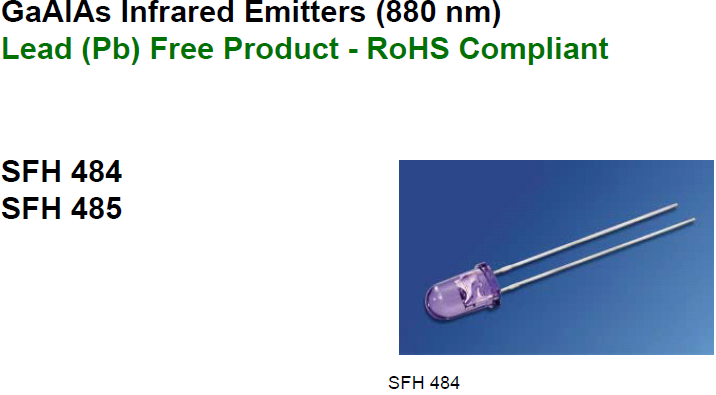 GaAlAs Infrared Emitters (880 nm)
Lead (Pb) Free Product - RoHS Compliant
SFH 484
SFH 485
SFH 484